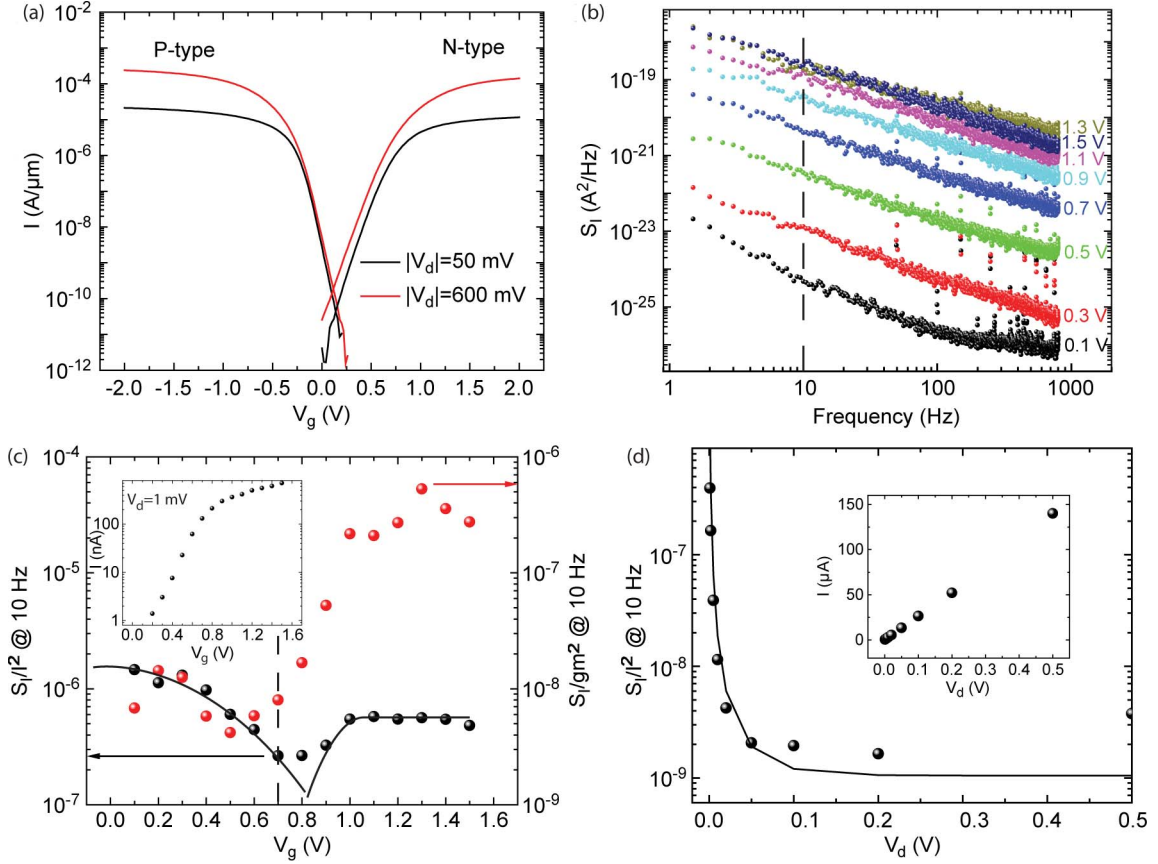 (a)
P-type
N-type
|V_d|=50 mV
|V_d|=600 mV
10^-2
10^-4
10^-6
10^-8
10^-10
10^-12
I (A/µm)
-2.0 -1.5 -1.0 -0.5 0.0 0.5 1.0 1.5 2.0
V_g (V)
(b)
10^-19
10^-21
10^-23
10^-25
S_I (A^2/Hz)
1.3 V
1.5 V
1.1 V
0.9 V
0.7 V
0.5 V
0.3 V
0.1 V
1 10 100 1000
Frequency (Hz)
(c)
10^-4
10^-5
10^-6
10^-7
S_I/I^2 @ 10 Hz
V_d=1 mV
100
10
1
I (nA)
0.0 0.4 0.8 1.2 1.6
V_g (V)
10^-6
10^-7
10^-8
10^-9
S_I/gm^2 @ 10 Hz
0.0 0.2 0.4 0.6 0.8 1.0 1.2 1.4 1.6
V_g (V)
(d)
10^-7
10^-8
10^-9
S_I/I^2 @ 10 Hz
150
100
50
0
I (µA)
0.0 0.1 0.2 0.3 0.4 0.5
V_d (V)
0.0 0.1 0.2 0.3 0.4 0.5
V_d (V)